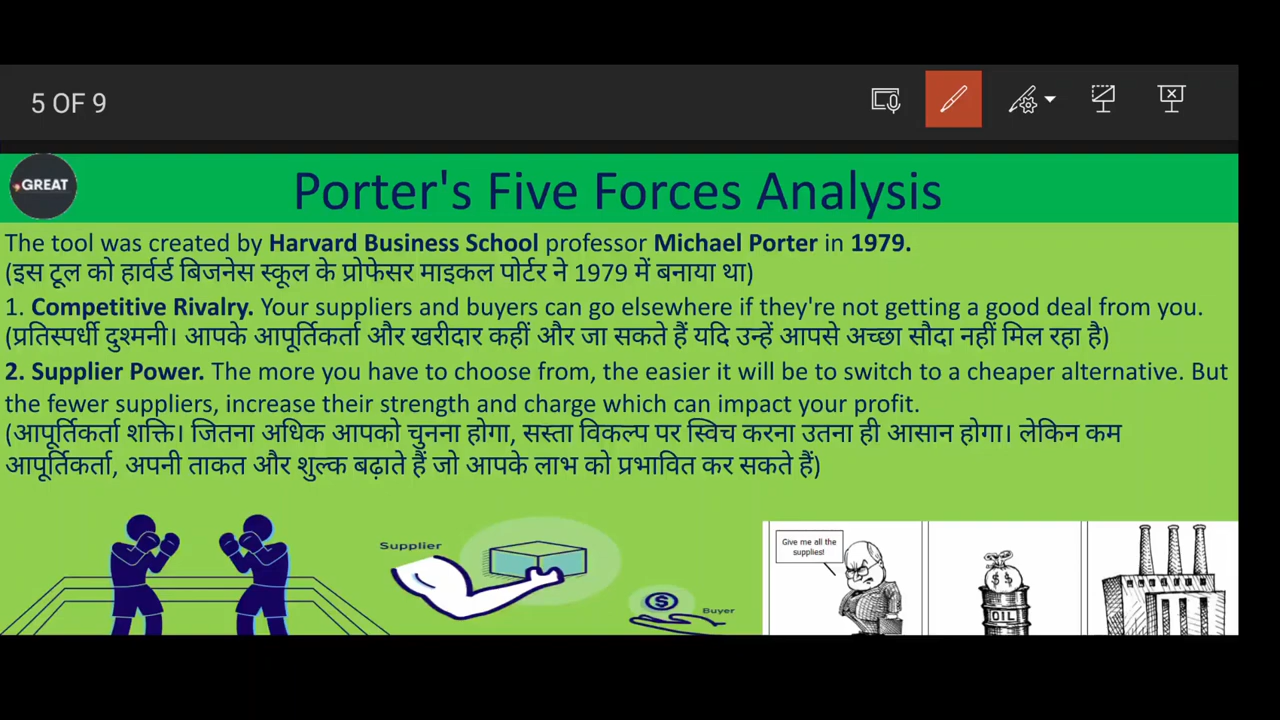 5 OF 9
GREAT
Porter's Five Forces Analysis
The tool was created by Harvard Business School professor Michael Porter in 1979.
(इस टूल को हार्वर्ड बिजनेस स्कूल के प्रोफेसर माइकल पोर्टर ने 1979 में बनाया था)
1. Competitive Rivalry. Your suppliers and buyers can go elsewhere if they're not getting a good deal from you.
(प्रतिस्पर्धी दुश्मनी। आपके आपूर्तिकर्ता और खरीदार कहीं और जा सकते हैं यदि उन्हें आपसे अच्छा सौदा नहीं मिल रहा है)
2. Supplier Power. The more you have to choose from, the easier it will be to switch to a cheaper alternative. But
the fewer suppliers, increase their strength and charge which can impact your profit.
(आपूर्तिकर्ता शक्ति। जितना अधिक आपको चुनना होगा, सस्ता विकल्प पर स्विच करना उतना ही आसान होगा। लेकिन कम
आपूर्तिकर्ता, अपनी ताकत और शुल्क बढ़ाते हैं जो आपके लाभ को प्रभावित कर सकते हैं)
Supplier
Buyer
Give me all the
supplies!
$ $
OIL
$